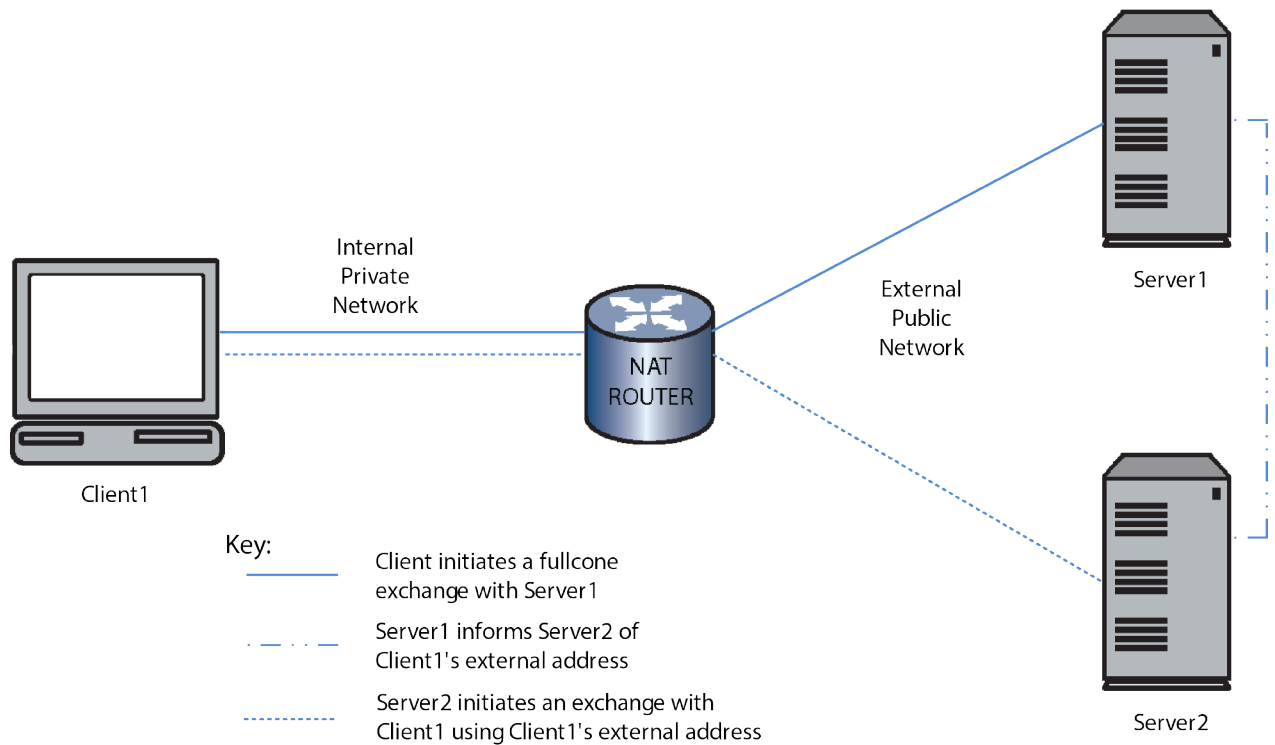 Internal
Private
Network
NAT
ROUTER
External
Public
Network
Server1
Client1
Server2
Key:
Client initiates a fullcone
exchange with Server1
Server1 informs Server2 of
Client1's external address
Server2 initiates an exchange with
Client1 using Client1's external address